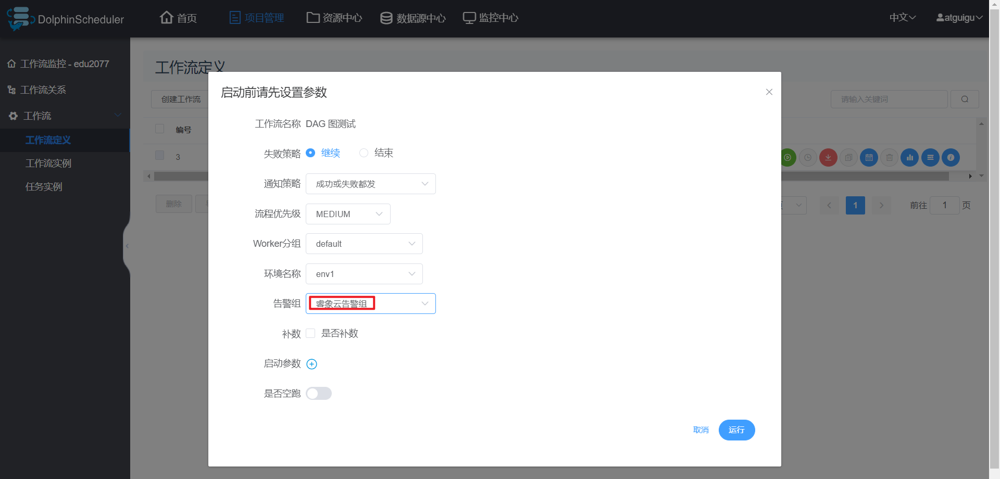 DolphinScheduler 首页 项目管理 资源中心 数据源中心 监控中心 中文 atguigu
工作流监控 - edu2077
工作流关系
工作流
工作流定义
工作流实例
任务实例
工作流定义
创建工作流
请输入关键词
编号
3
删除
1
前往 1 页
启动前请先设置参数
工作流名称 DAG 图测试
失败策略 继续 结束
通知策略 成功或失败都发
流程优先级 MEDIUM
Worker分组 default
环境名称 env1
告警组 睿象云告警组
补数 是否补数
启动参数
是否空跑
取消 运行